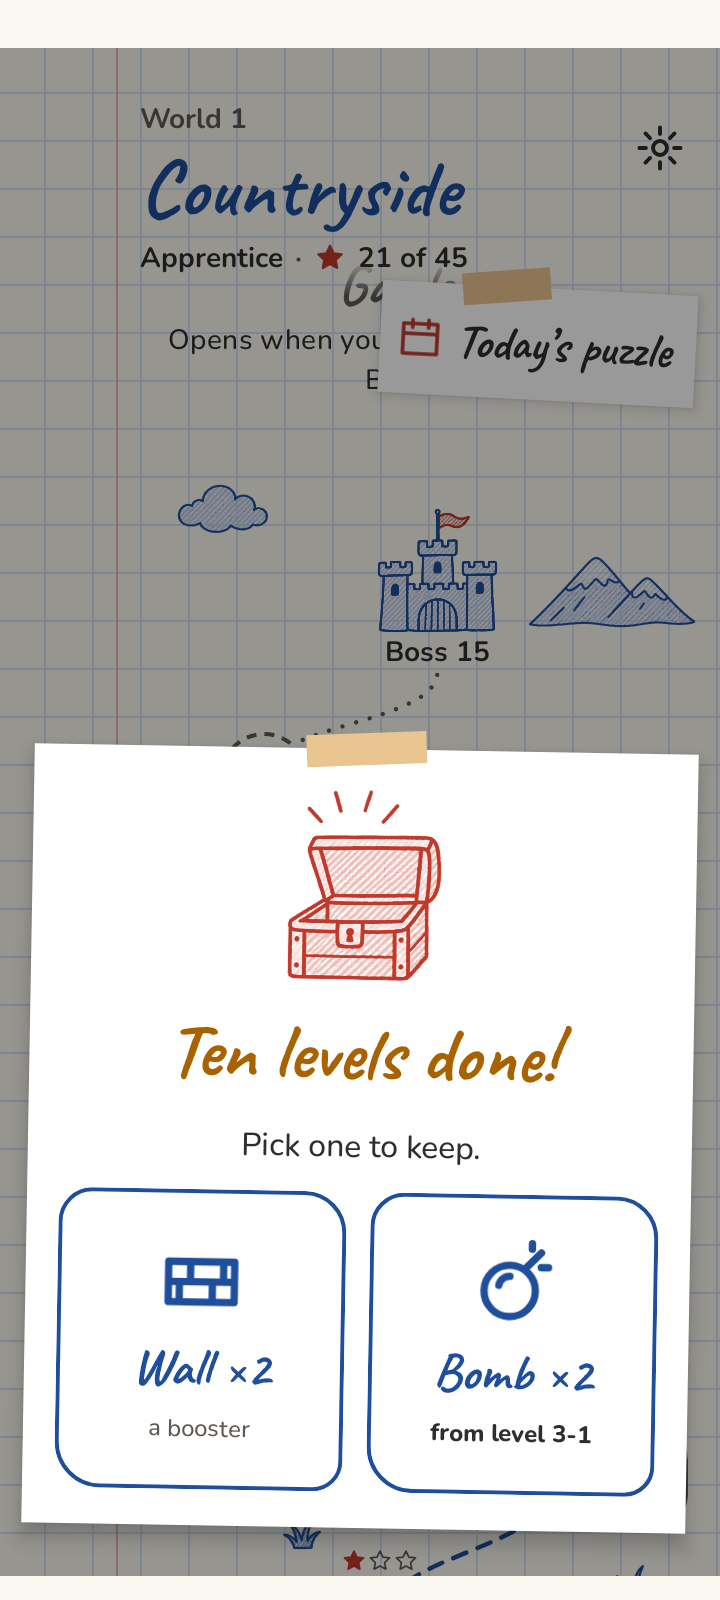 World 1
Countryside
Apprentice · ★ 21 of 45
Opens when you
Today's puzzle
Boss 15
Ten levels done!
Pick one to keep.
Wall ×2
a booster
Bomb ×2
from level 3-1